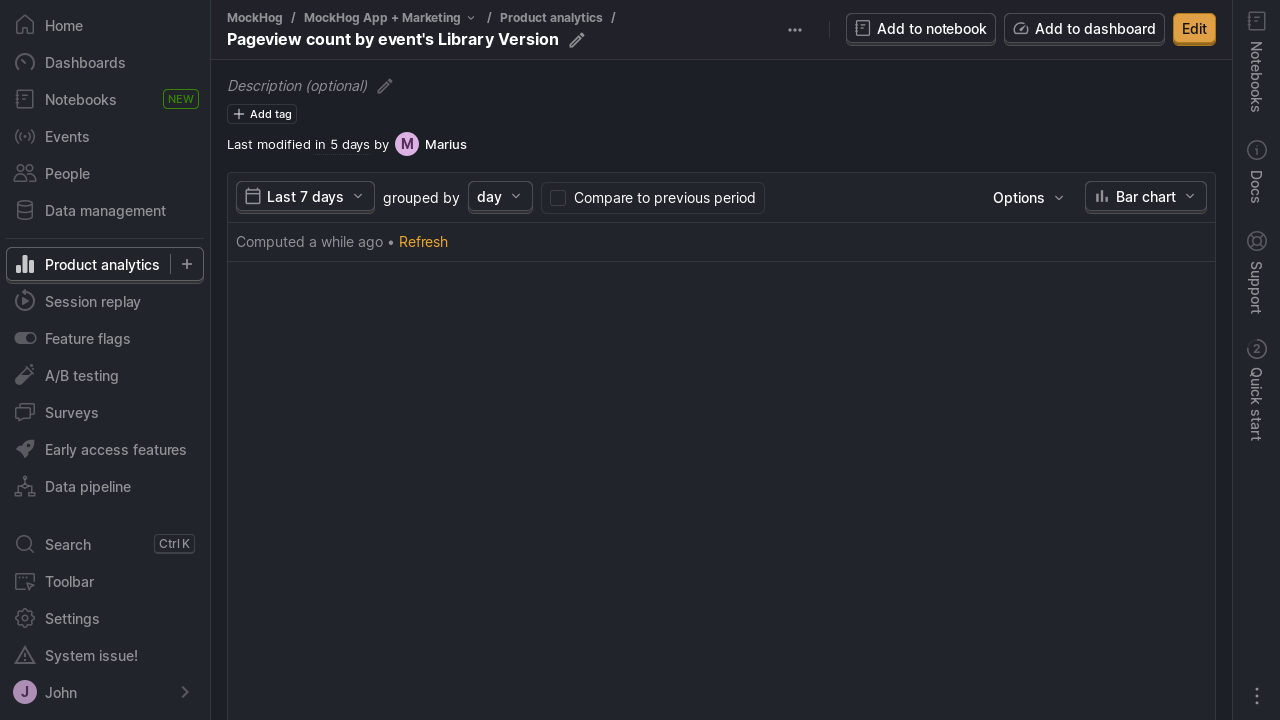 Home
Dashboards
Notebooks NEW
Events
People
Data management
Product analytics
Session replay
Feature flags
A/B testing
Surveys
Early access features
Data pipeline
Search Ctrl K
Toolbar
Settings
System issue!
J John
MockHog / MockHog App + Marketing / Product analytics /
Pageview count by event's Library Version
Add to notebook
Add to dashboard
Edit
Description (optional)
Add tag
Last modified in 5 days by M Marius
Last 7 days grouped by day Compare to previous period Options Bar chart
Computed a while ago • Refresh
Notebooks
Docs
Support
2 Quick start